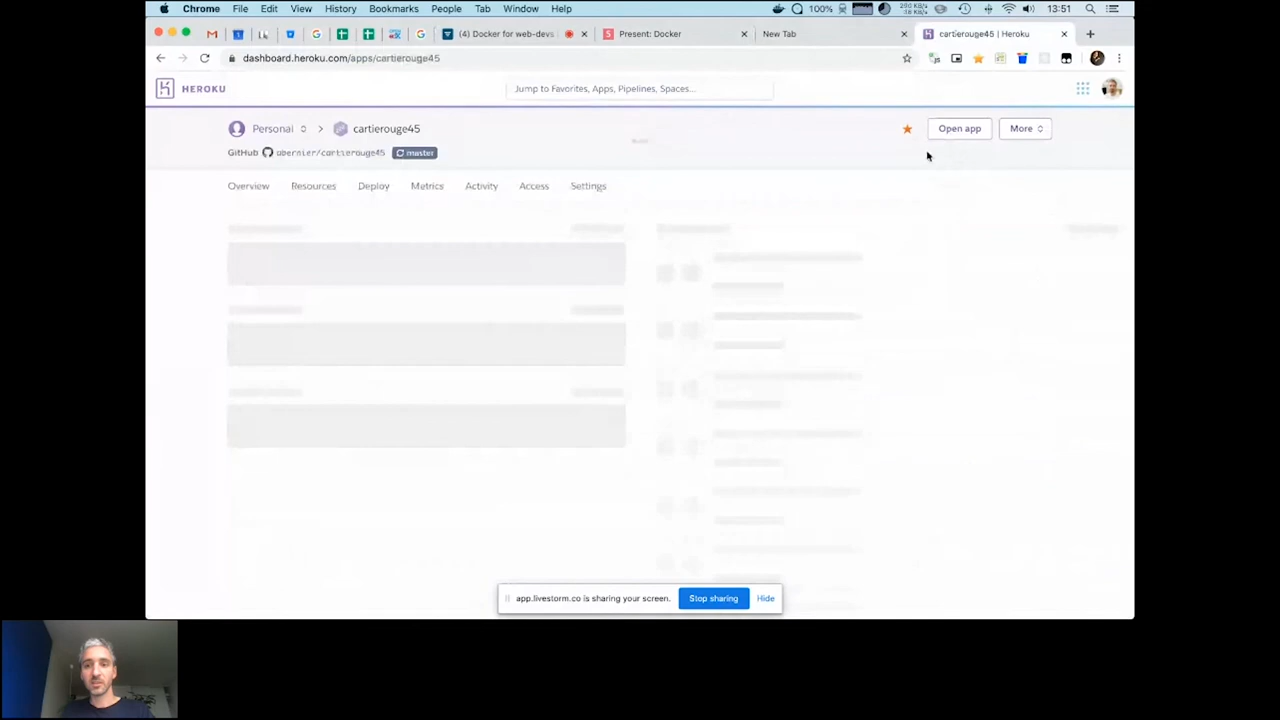 Chrome File Edit View History Bookmarks People Tab Window Help 100% 13:51
(4) Docker for web-devs
Present: Docker
New Tab
cartierouge45 | Heroku
dashboard.heroku.com/apps/cartierouge45
HEROKU
Jump to Favorites, Apps, Pipelines, Spaces...
Personal cartierouge45 Open app More
GitHub abernier/cartierouge45 master
Overview Resources Deploy Metrics Activity Access Settings
app.livestorm.co is sharing your screen. Stop sharing Hide